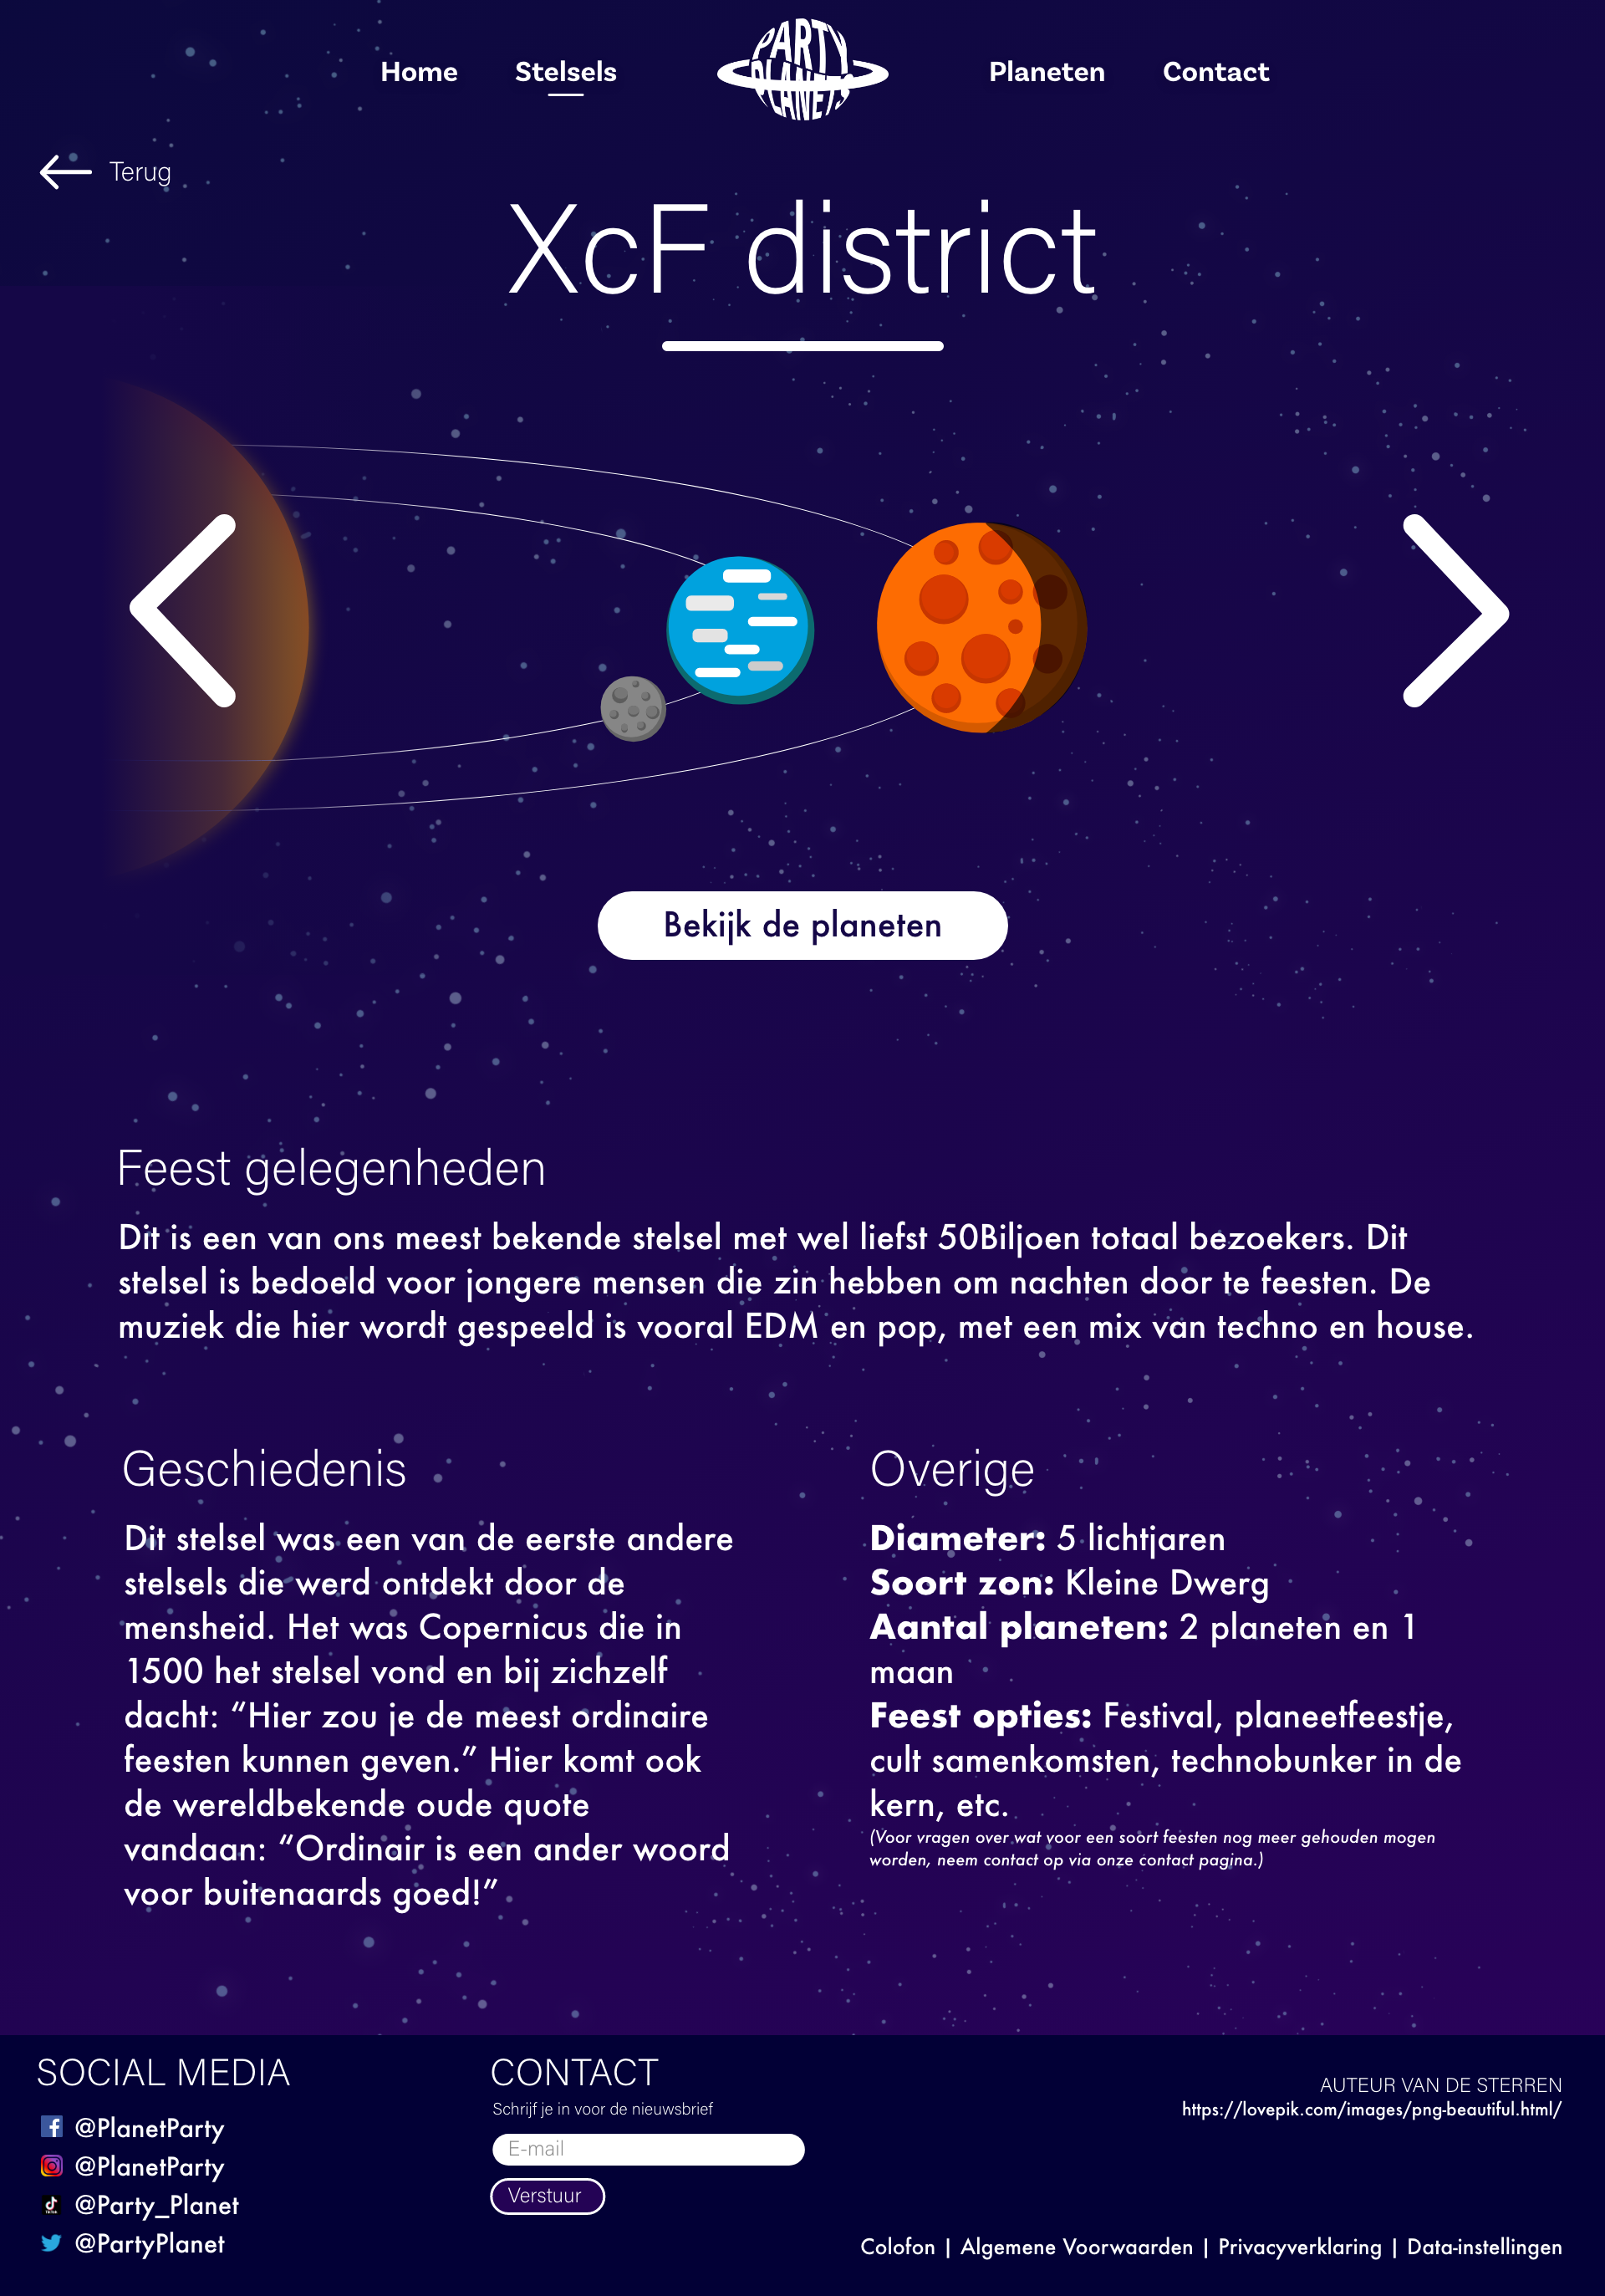 Home
Stelsels
PARTY
PLANETS
Planeten
Contact
Terug
XcF district
Bekijk de planeten
Feest gelegenheden
Dit is een van ons meest bekende stelsel met wel liefst 50Biljoen totaal bezoekers. Dit
stelsel is bedoeld voor jongere mensen die zin hebben om nachten door te feesten. De
muziek die hier wordt gespeeld is vooral EDM en pop, met een mix van techno en house.
Geschiedenis
Dit stelsel was een van de eerste andere
stelsels die werd ontdekt door de
mensheid. Het was Copernicus die in
1500 het stelsel vond en bij zichzelf
dacht: “Hier zou je de meest ordinaire
feesten kunnen geven.” Hier komt ook
de wereldbekende oude quote
vandaan: “Ordinair is een ander woord
voor buitenaards goed!”
Overige
Diameter: 5 lichtjaren
Soort zon: Kleine Dwerg
Aantal planeten: 2 planeten en 1
maan
Feest opties: Festival, planeetfeestje,
cult samenkomsten, technobunker in de
kern, etc.
(Voor vragen over wat voor een soort feesten nog meer gehouden mogen
worden, neem contact op via onze contact pagina.)
SOCIAL MEDIA
@PlanetParty
@PlanetParty
@Party_Planet
@PartyPlanet
CONTACT
Schrijf je in voor de nieuwsbrief
E-mail
Verstuur
AUTEUR VAN DE STERREN
https://lovepik.com/images/png-beautiful.html/
Colofon | Algemene Voorwaarden | Privacyverklaring | Data-instellingen